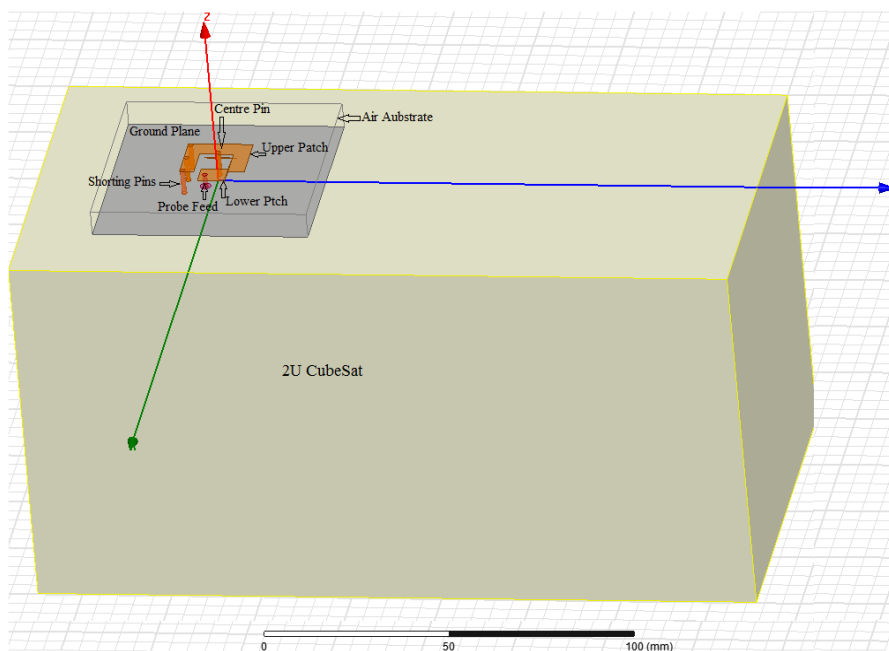 Z
Centre Pin
Air Aubstrate
Ground Plane
Upper Patch
Shorting Pins
Probe Feed
Lower Ptch
2U CubeSat
0 50 100 (mm)